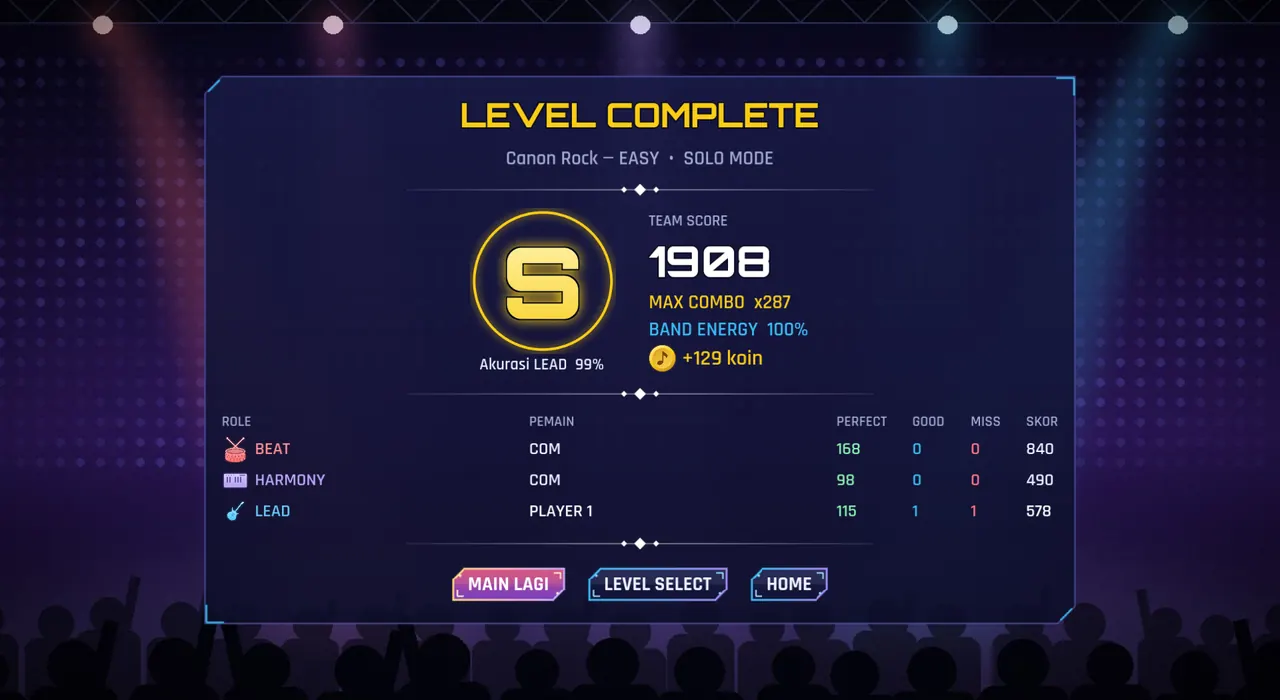 LEVEL COMPLETE
Canon Rock — EASY • SOLO MODE
S
Akurasi LEAD 99%
TEAM SCORE
1908
MAX COMBO x287
BAND ENERGY 100%
+129 koin
ROLE PEMAIN PERFECT GOOD MISS SKOR
BEAT COM 168 0 0 840
HARMONY COM 98 0 0 490
LEAD PLAYER 1 115 1 1 578
MAIN LAGI LEVEL SELECT HOME